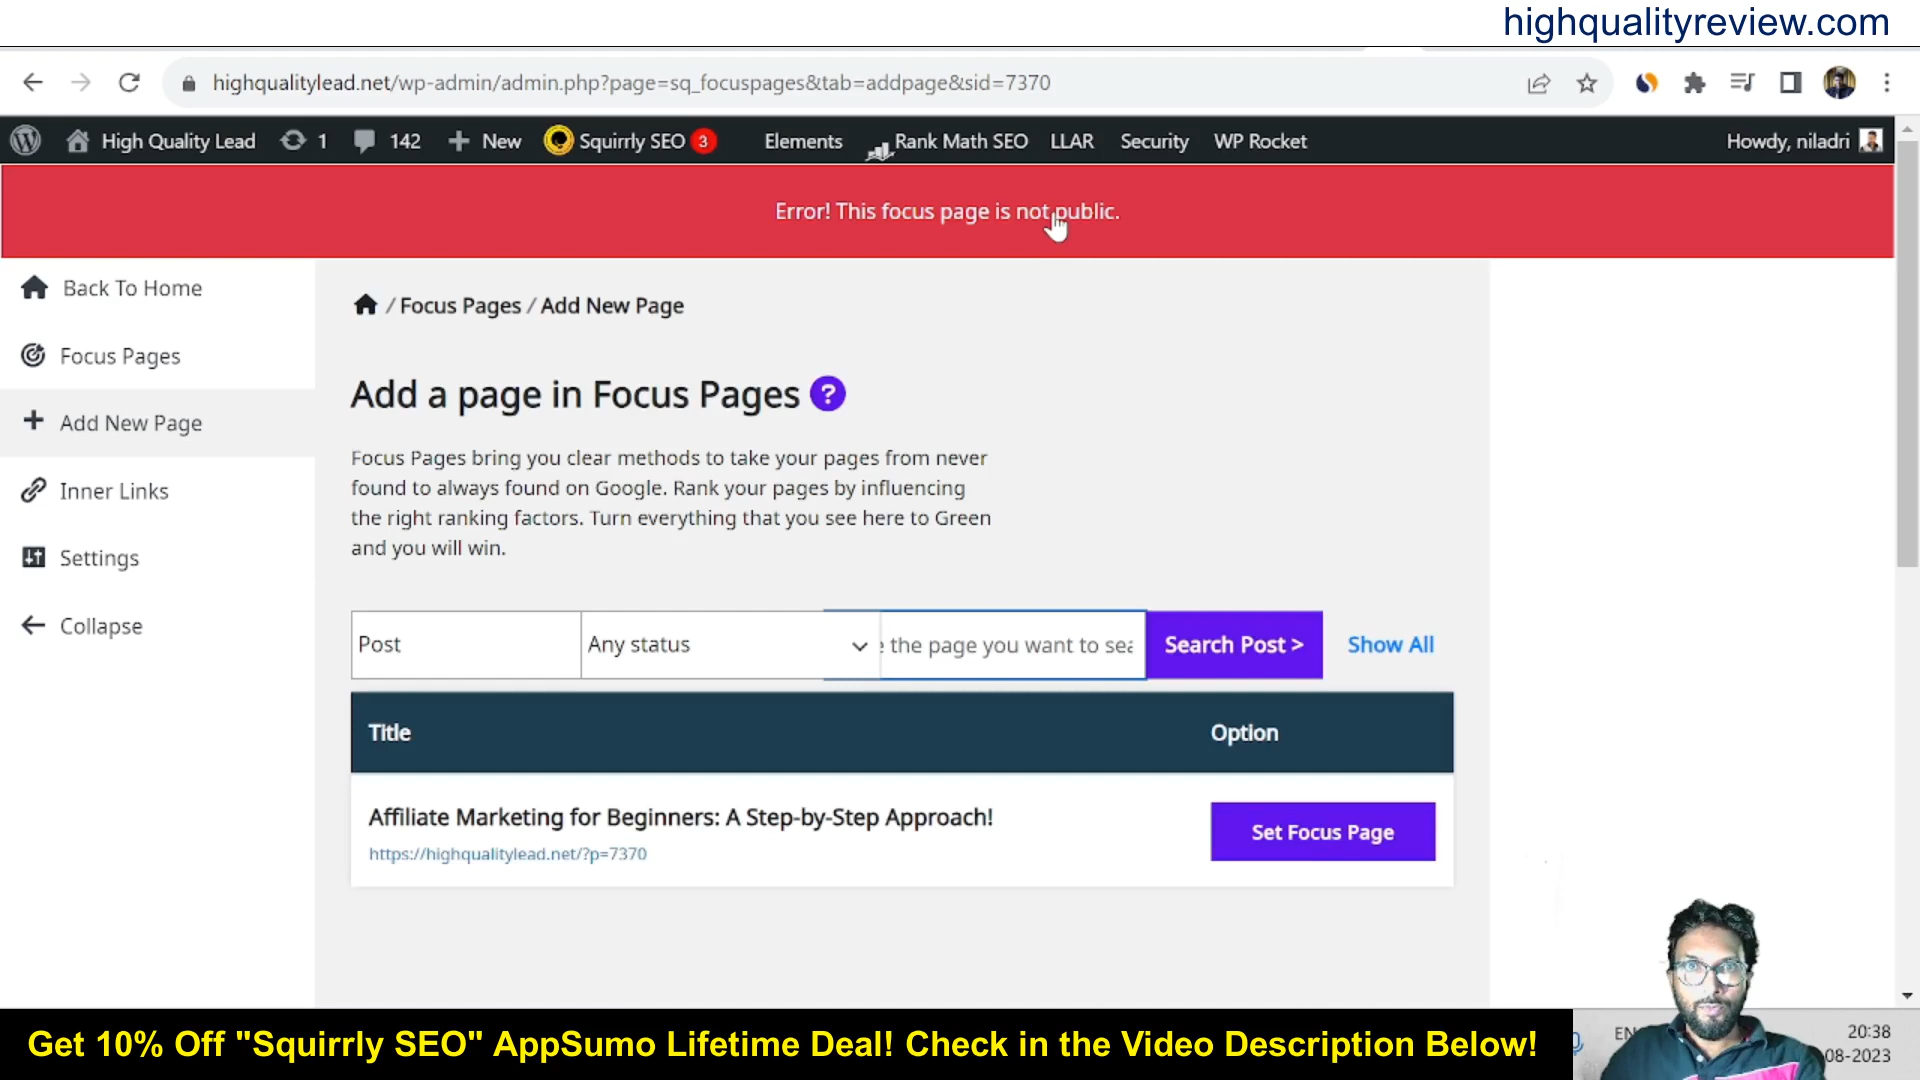 highqualityreview.com
highqualitylead.net/wp-admin/admin.php?page=sq_focuspages&tab=addpage&sid=7370
High Quality Lead 1 142 New Squirrly SEO 3 Elements Rank Math SEO LLAR Security WP Rocket Howdy, niladri
Error! This focus page is not public.
Back To Home
Focus Pages
Add New Page
Inner Links
Settings
Collapse
/ Focus Pages / Add New Page
Add a page in Focus Pages ?
Focus Pages bring you clear methods to take your pages from never
found to always found on Google. Rank your pages by influencing
the right ranking factors. Turn everything that you see here to Green
and you will win.
Post Any status the page you want to sea Search Post > Show All
Title Option
Affiliate Marketing for Beginners: A Step-by-Step Approach!
https://highqualitylead.net/?p=7370
Set Focus Page
Get 10% Off "Squirrly SEO" AppSumo Lifetime Deal! Check in the Video Description Below!
EN
20:38
08-2023